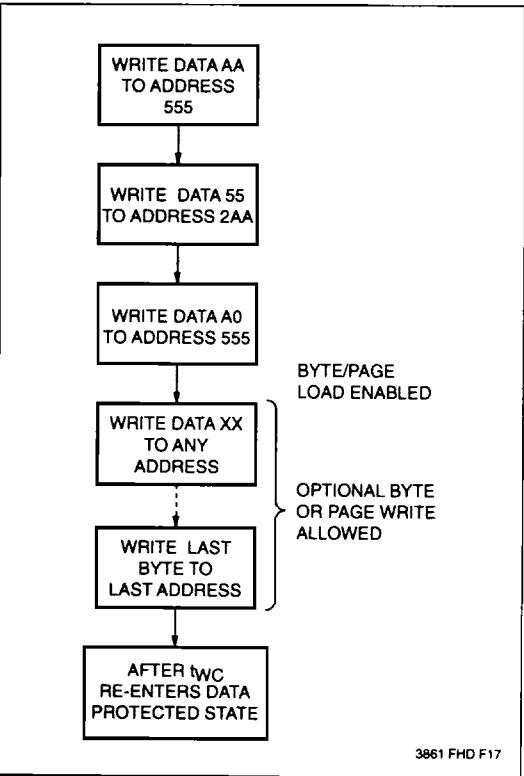 WRITE DATA AA
TO ADDRESS
555
WRITE DATA 55
TO ADDRESS 2AA
WRITE DATA A0
TO ADDRESS 555
BYTE/PAGE
LOAD ENABLED
WRITE DATA XX
TO ANY
ADDRESS
OPTIONAL BYTE
OR PAGE WRITE
ALLOWED
WRITE LAST
BYTE TO
LAST ADDRESS
AFTER tWC
RE-ENTERS DATA
PROTECTED STATE
3861 FHD F17